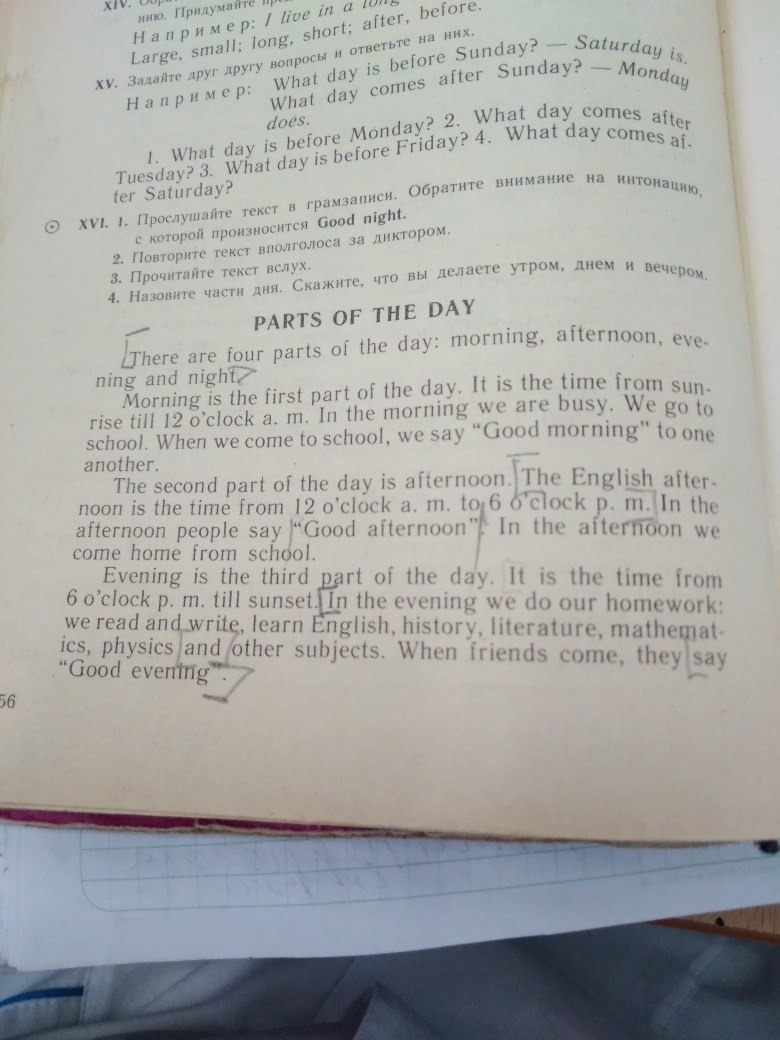 XIV.
нию. Придумайте
Например: I live in a long
Large, small; long, short; after, before.
XV. Задайте друг другу вопросы и ответьте на них.
Например: What day is before Sunday? — Saturday is.
What day comes after Sunday? — Monday
does.
1. What day is before Monday? 2. What day comes after
Tuesday? 3. What day is before Friday? 4. What day comes af-
ter Saturday?
XVI. 1. Прослушайте текст в грамзаписи. Обратите внимание на интонацию,
с которой произносится Good night.
2. Повторите текст вполголоса за диктором.
3. Прочитайте текст вслух.
4. Назовите части дня. Скажите, что вы делаете утром, днем и вечером.
PARTS OF THE DAY
There are four parts of the day: morning, afternoon, eve-
ning and night.
Morning is the first part of the day. It is the time from sun-
rise till 12 o'clock a. m. In the morning we are busy. We go to
school. When we come to school, we say "Good morning" to one
another.
The second part of the day is afternoon. The English after-
noon is the time from 12 o'clock a. m. to 6 o'clock p. m. In the
afternoon people say "Good afternoon". In the afternoon we
come home from school.
Evening is the third part of the day. It is the time from
6 o'clock p. m. till sunset. In the evening we do our homework:
we read and write, learn English, history, literature, mathemat-
ics, physics and other subjects. When friends come, they say
"Good evening".
56